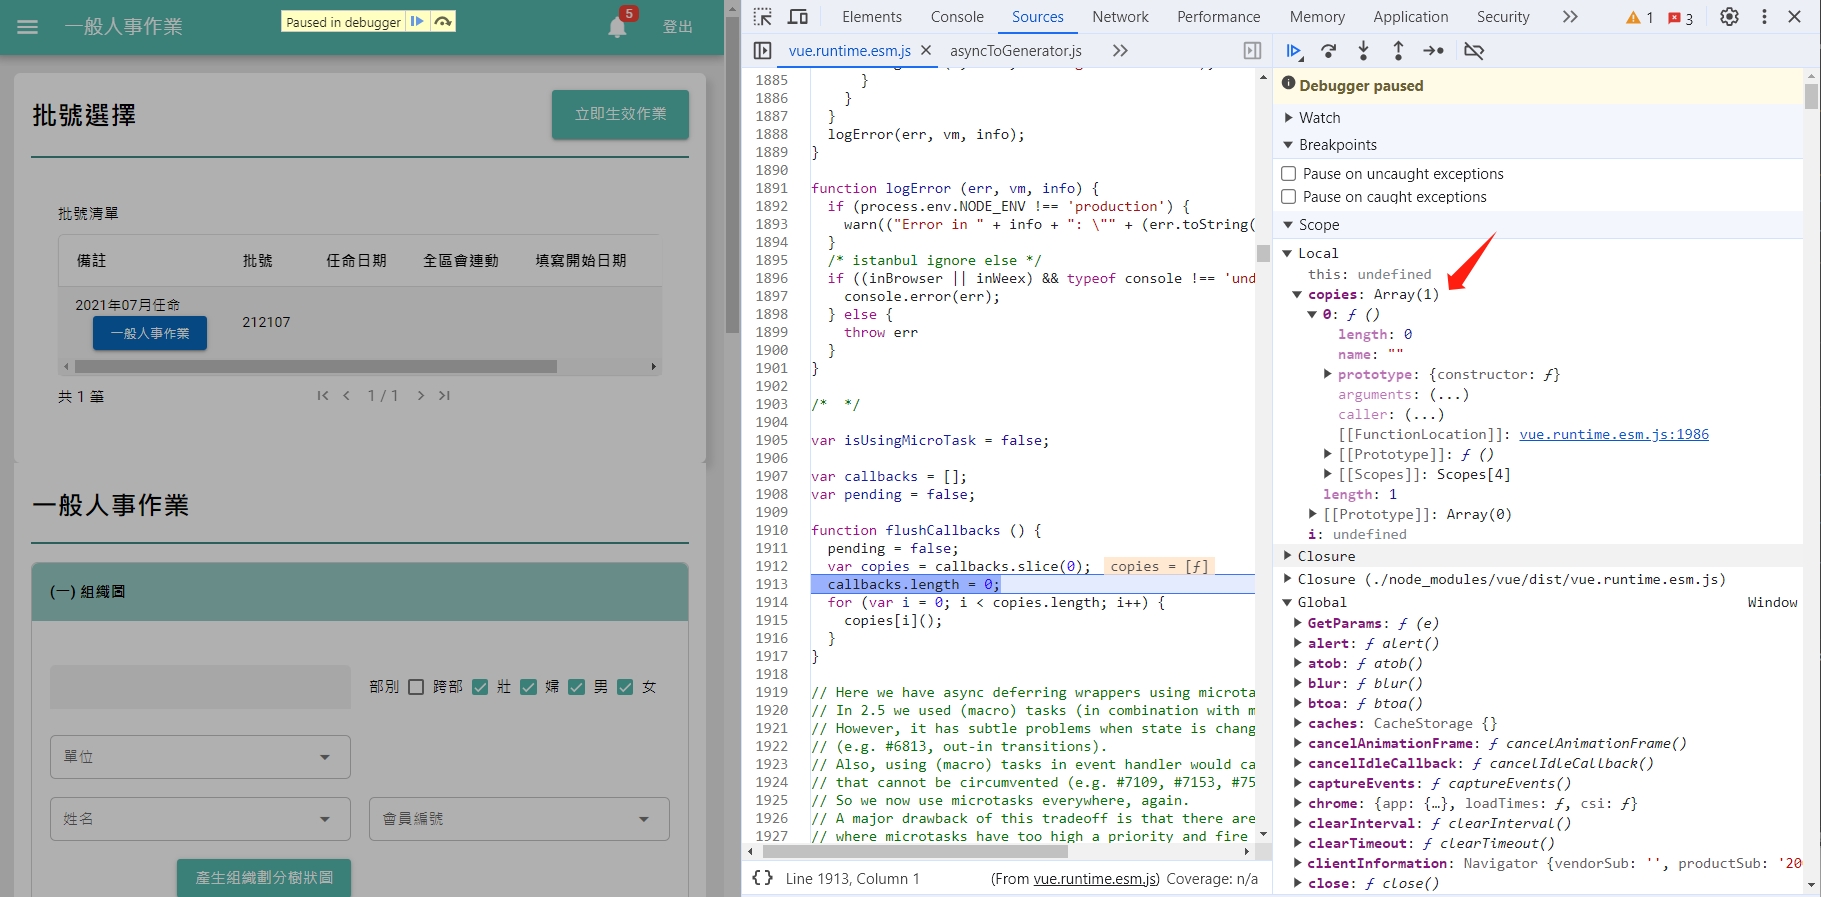 一般人事作業
Paused in debugger
5
登出
批號選擇
立即生效作業
批號清單
備註 批號 任命日期 全區會連動 填寫開始日期
2021年07月任命
一般人事作業
212107
共 1 筆
1 / 1
一般人事作業
(一) 組織圖
部別 跨部 壯 婦 男 女
單位
姓名
會員編號
產生組織劃分樹狀圖
Elements Console Sources Network Performance Memory Application Security
1 3
vue.runtime.esm.js asyncToGenerator.js
1885 }
1886 }
1887 }
1888 logError(err, vm, info);
1889 }
1890
1891 function logError (err, vm, info) {
1892 if (process.env.NODE_ENV !== 'production') {
1893 warn(("Error in " + info + ": \"" + (err.toString(
1894 }
1895 /* istanbul ignore else */
1896 if ((inBrowser || inWeex) && typeof console !== 'und
1897 console.error(err);
1898 } else {
1899 throw err
1900 }
1901 }
1902
1903 /*  */
1904
1905 var isUsingMicroTask = false;
1906
1907 var callbacks = [];
1908 var pending = false;
1909
1910 function flushCallbacks () {
1911 pending = false;
1912 var copies = callbacks.slice(0); copies = [ƒ]
1913 callbacks.length = 0;
1914 for (var i = 0; i < copies.length; i++) {
1915 copies[i]();
1916 }
1917 }
1918
1919 // Here we have async deferring wrappers using microta
1920 // In 2.5 we used (macro) tasks (in combination with m
1921 // However, it has subtle problems when state is chang
1922 // (e.g. #6813, out-in transitions).
1923 // Also, using (macro) tasks in event handler would ca
1924 // that cannot be circumvented (e.g. #7109, #7153, #75
1925 // So we now use microtasks everywhere, again.
1926 // A major drawback of this tradeoff is that there are
1927 // where microtasks have too high a priority and fire
{} Line 1913, Column 1 (From vue.runtime.esm.js) Coverage: n/a
Debugger paused
Watch
Breakpoints
Pause on uncaught exceptions
Pause on caught exceptions
Scope
Local
this: undefined
copies: Array(1)
0: ƒ ()
length: 0
name: ""
prototype: {constructor: ƒ}
arguments: (...)
caller: (...)
[[FunctionLocation]]: vue.runtime.esm.js:1986
[[Prototype]]: ƒ ()
[[Scopes]]: Scopes[4]
length: 1
[[Prototype]]: Array(0)
i: undefined
Closure
Closure (./node_modules/vue/dist/vue.runtime.esm.js)
Global Window
GetParams: ƒ (e)
alert: ƒ alert()
atob: ƒ atob()
blur: ƒ blur()
btoa: ƒ btoa()
caches: CacheStorage {}
cancelAnimationFrame: ƒ cancelAnimationFrame()
cancelIdleCallback: ƒ cancelIdleCallback()
captureEvents: ƒ captureEvents()
chrome: {app: {…}, loadTimes: ƒ, csi: ƒ}
clearInterval: ƒ clearInterval()
clearTimeout: ƒ clearTimeout()
clientInformation: Navigator {vendorSub: '', productSub: '20
close: ƒ close()